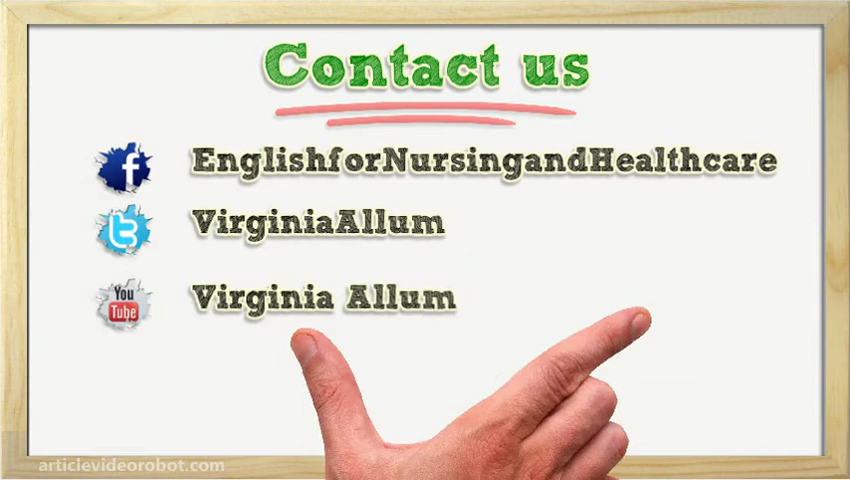 Contact us
f EnglishforNursingandHealthcare
t VirginiaAllum
You Tube Virginia Allum
articlevideorobot.com